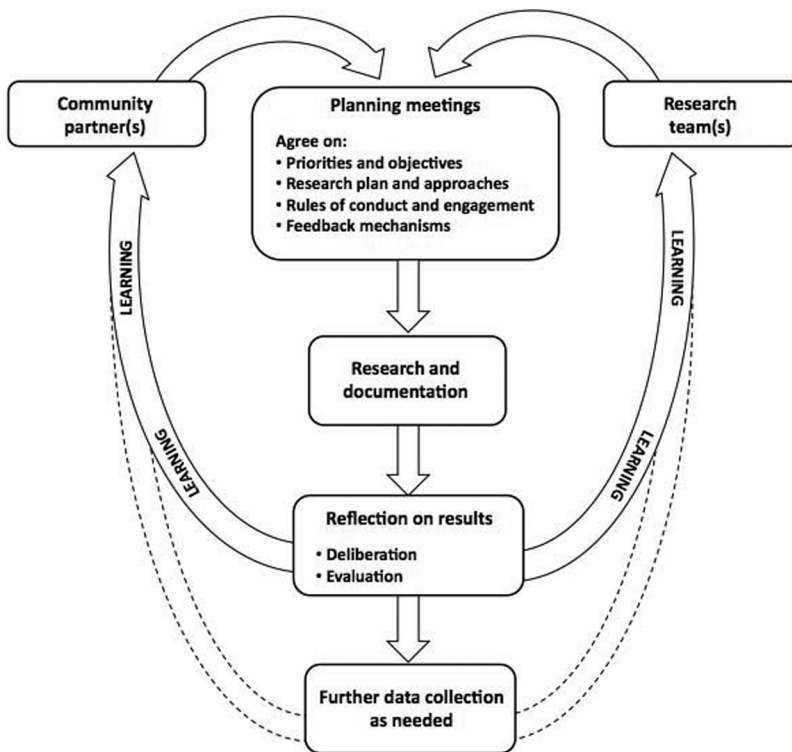 Community
partner(s)
Planning meetings
Agree on:
• Priorities and objectives
• Research plan and approaches
• Rules of conduct and engagement
• Feedback mechanisms
Research
team(s)
LEARNING
LEARNING
Research and
documentation
LEARNING
LEARNING
Reflection on results
• Deliberation
• Evaluation
Further data collection
as needed